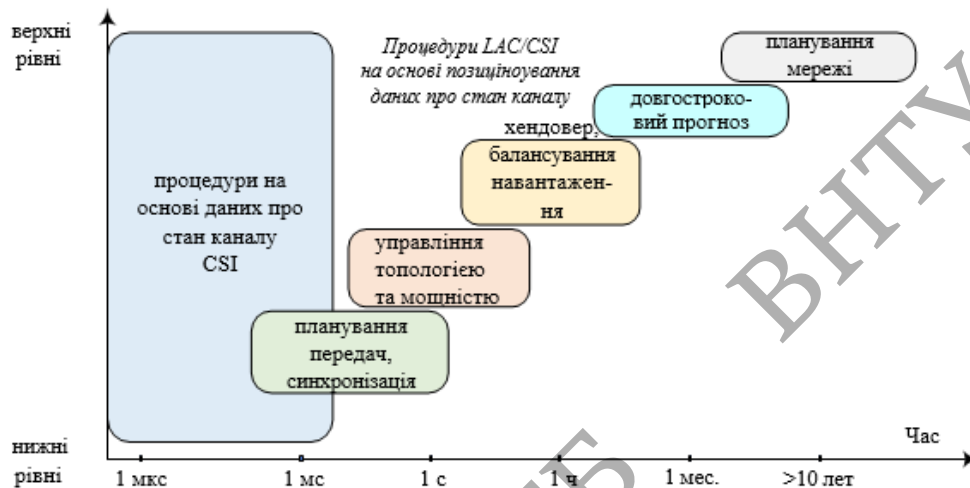 верхні
рівні
Процедури LAC/CSI
на основі позиціноування
даних про стан каналу
планування
мережі
довгостроко-
вий прогноз
хендовер,
балансування
навантажен-
ня
процедури на
основі даних про
стан каналу
CSI
управління
топологією
та мощністю
планування
передач,
синхронізація
нижні
рівні
Час
1 мкс
1 мс
1 с
1 ч
1 мес.
>10 лет
ВНТУ